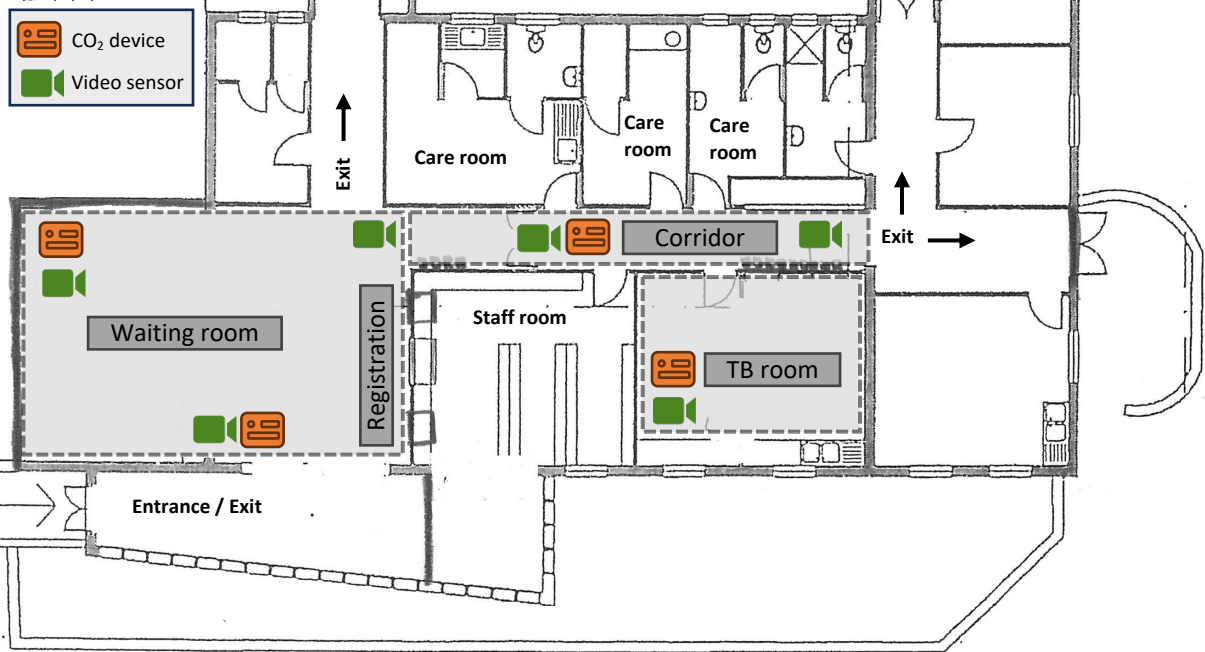 CO₂ device
Video sensor
Exit
Care room
Care
room
Care
room
Corridor
Exit
Waiting room
Registration
Staff room
TB room
Entrance / Exit